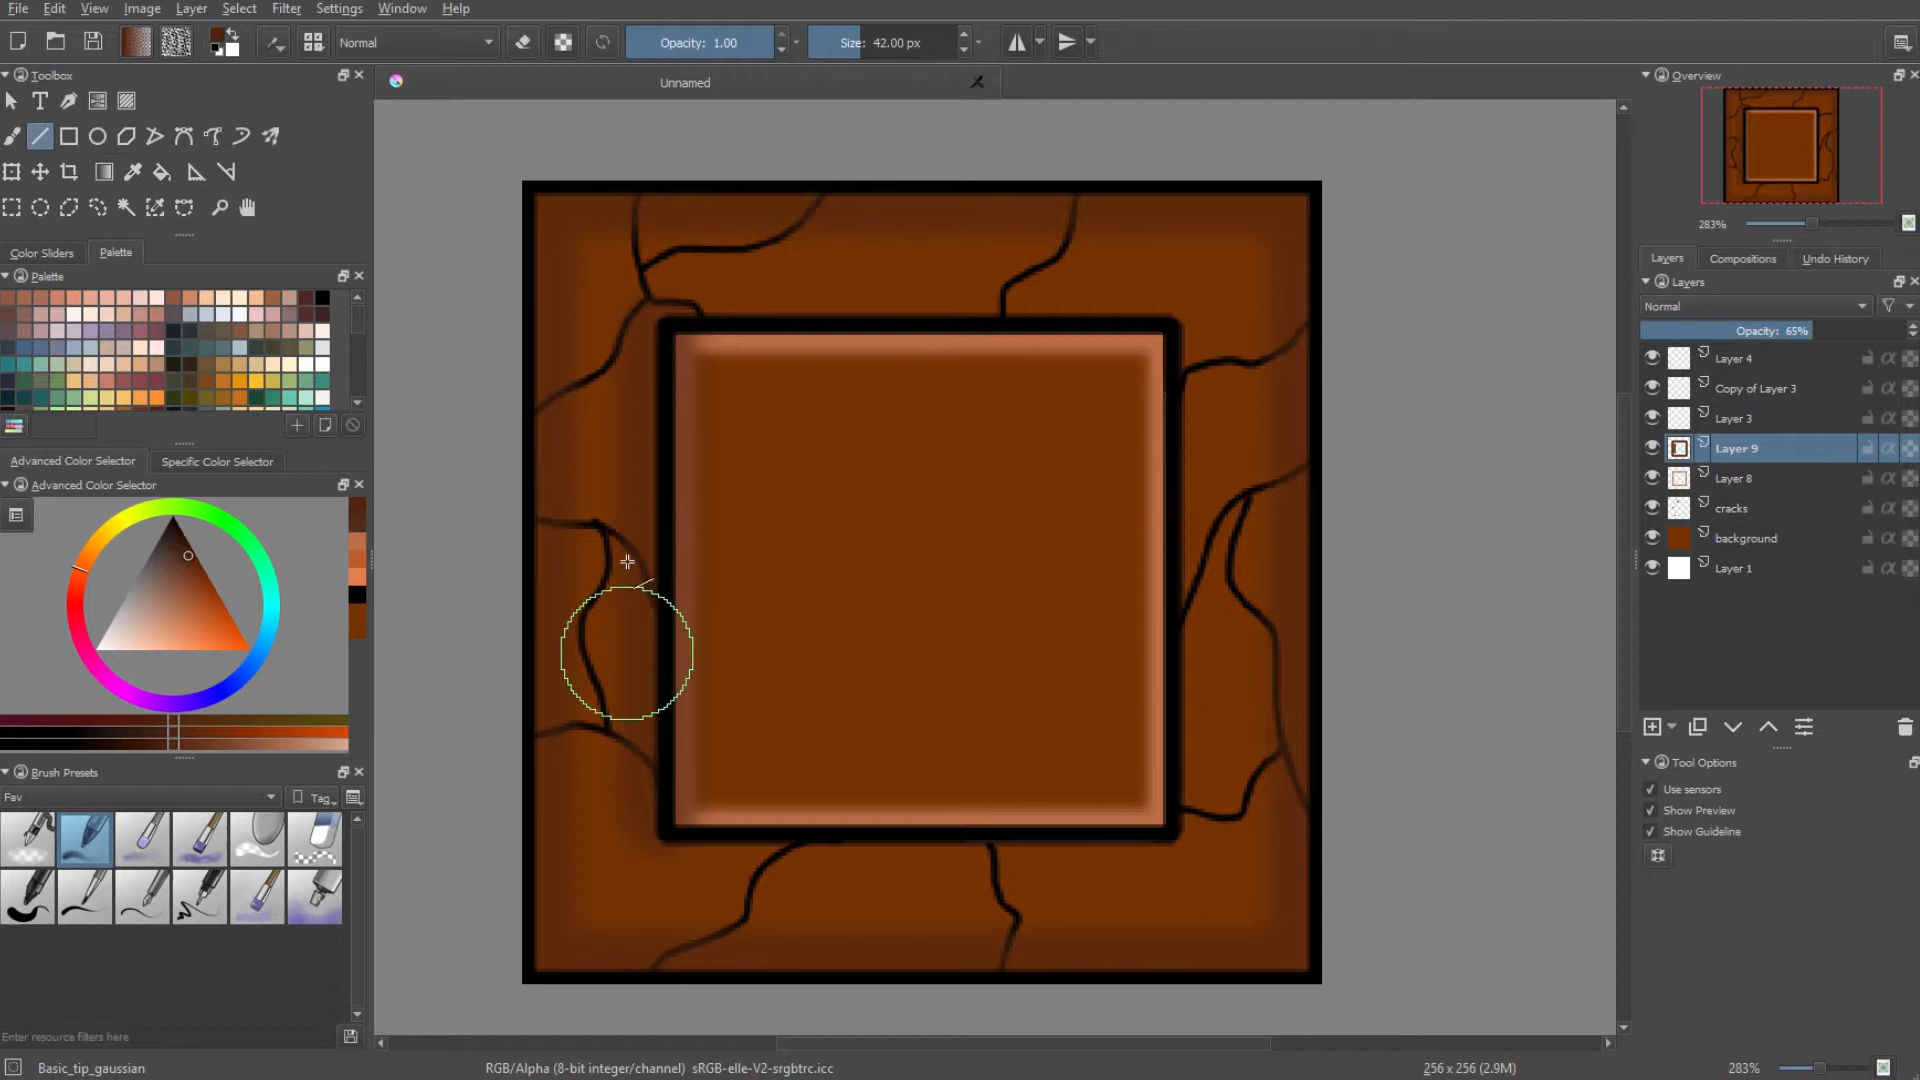 File Edit View Image Layer Select Filter Settings Window Help
Normal Opacity: 1.00 Size: 42.00 px
Toolbox
Unnamed
Overview
283%
Color Sliders Palette
Palette
Layers Compositions Undo History
Layers
Normal
Opacity: 65%
Layer 4
Copy of Layer 3
Layer 3
Layer 9
Layer 8
cracks
background
Layer 1
Advanced Color Selector Specific Color Selector
Advanced Color Selector
Tool Options
Use sensors
Show Preview
Show Guideline
Brush Presets
Fav Tag
Enter resource filters here
Basic_tip_gaussian RGB/Alpha (8-bit integer/channel) sRGB-elle-V2-srgbtrc.icc 256 x 256 (2.9M) 283%